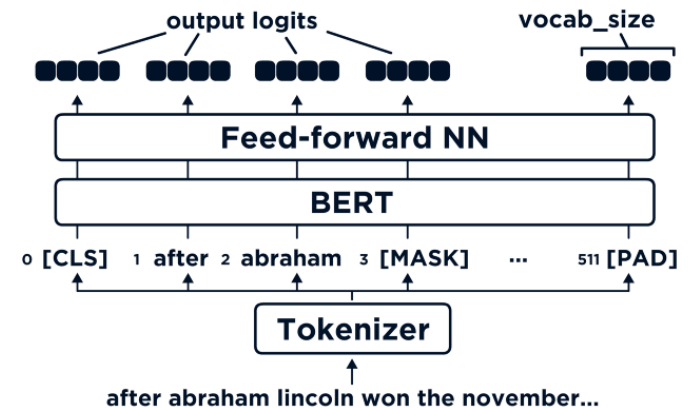 output logits
vocab_size
Feed-forward NN
BERT
0 [CLS] 1 after 2 abraham 3 [MASK] ... 511 [PAD]
Tokenizer
after abraham lincoln won the november...